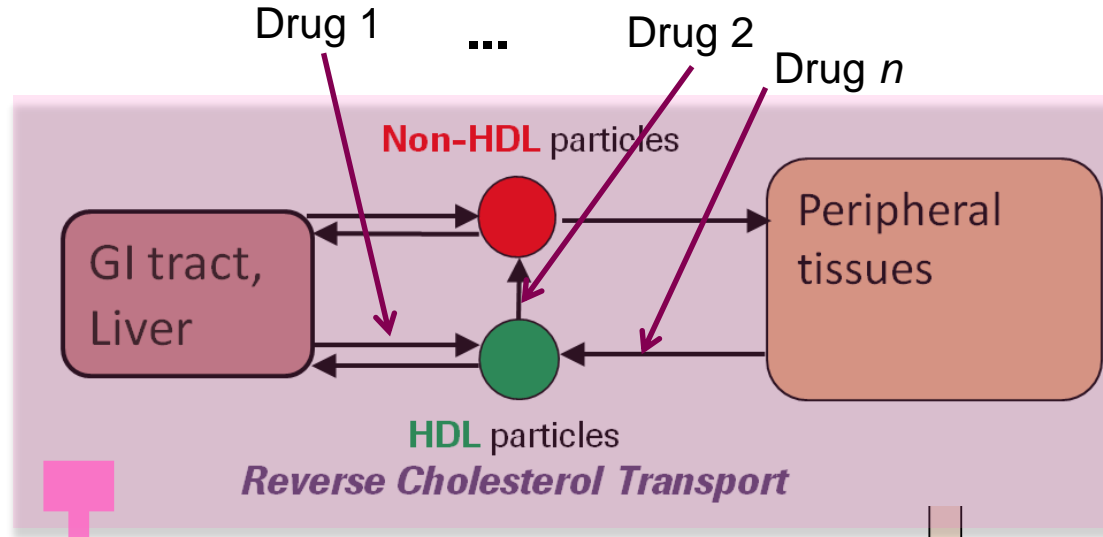 Drug 1
...
Drug 2
Drug n
Non-HDL particles
GI tract,
Liver
Peripheral
tissues
HDL particles
Reverse Cholesterol Transport